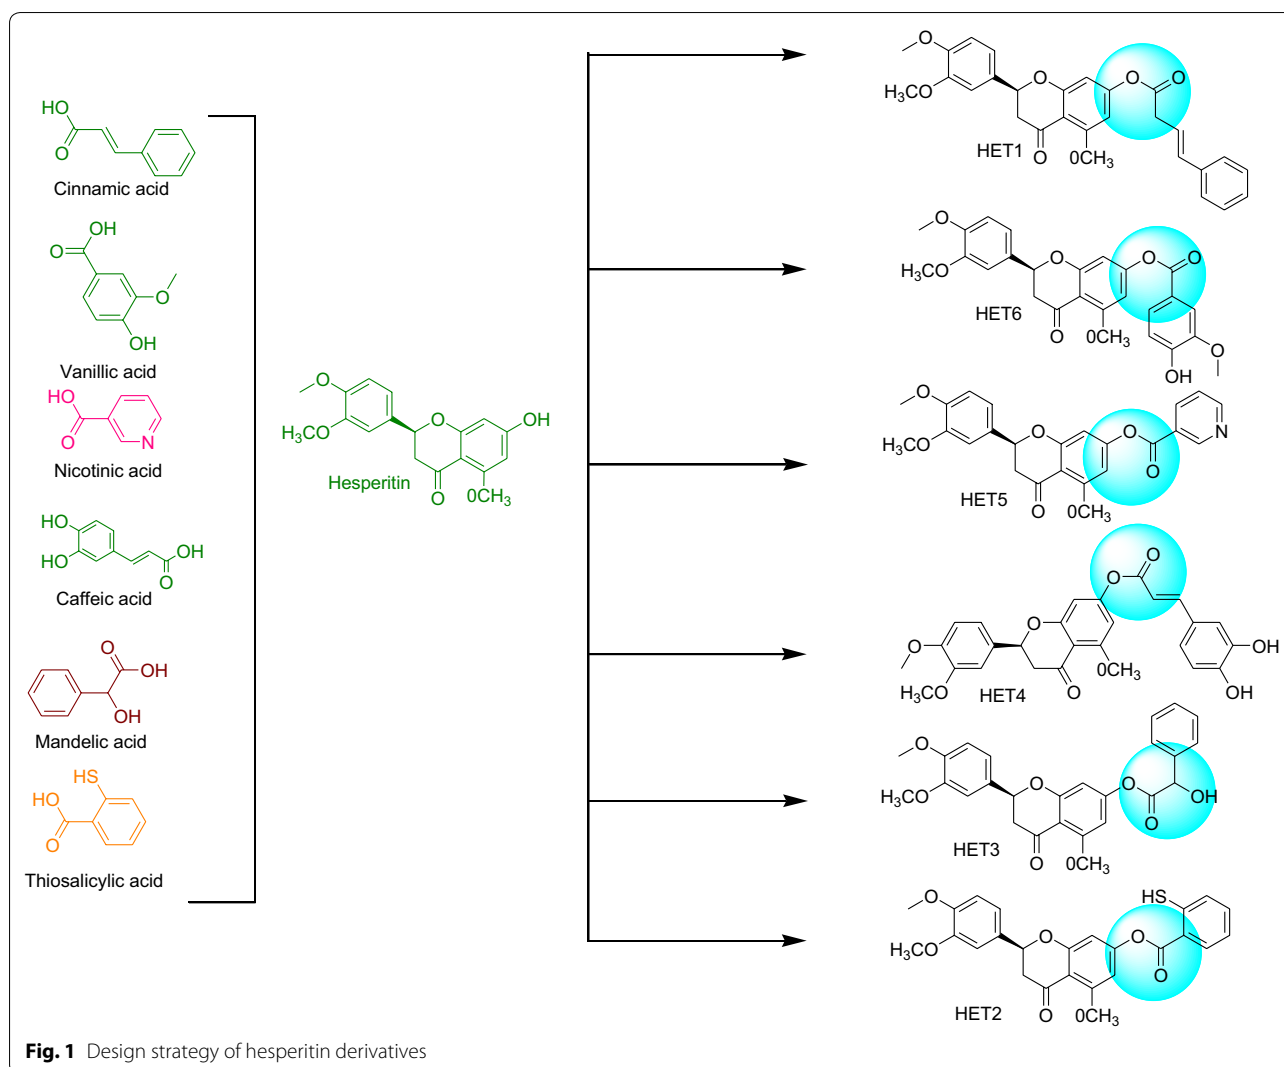 HO
O
Cinnamic acid
OH
O
O
OH
Vanillic acid
HO
O
N
Nicotinic acid
HO
HO
OH
O
Caffeic acid
O
OH
OH
Mandelic acid
HS
HO
O
Thiosalicylic acid
O
H3CO
O
OH
O
0CH3
Hesperitin
O
H3CO
O
O
O
O
0CH3
HET1
O
H3CO
O
O
O
O
0CH3
O
OH
HET6
O
H3CO
O
O
O
N
O
0CH3
HET5
O
O
O
O
H3CO
O
0CH3
OH
OH
HET4
O
H3CO
O
O
O
OH
O
0CH3
HET3
HS
O
H3CO
O
O
O
O
0CH3
HET2
Fig. 1 Design strategy of hesperitin derivatives